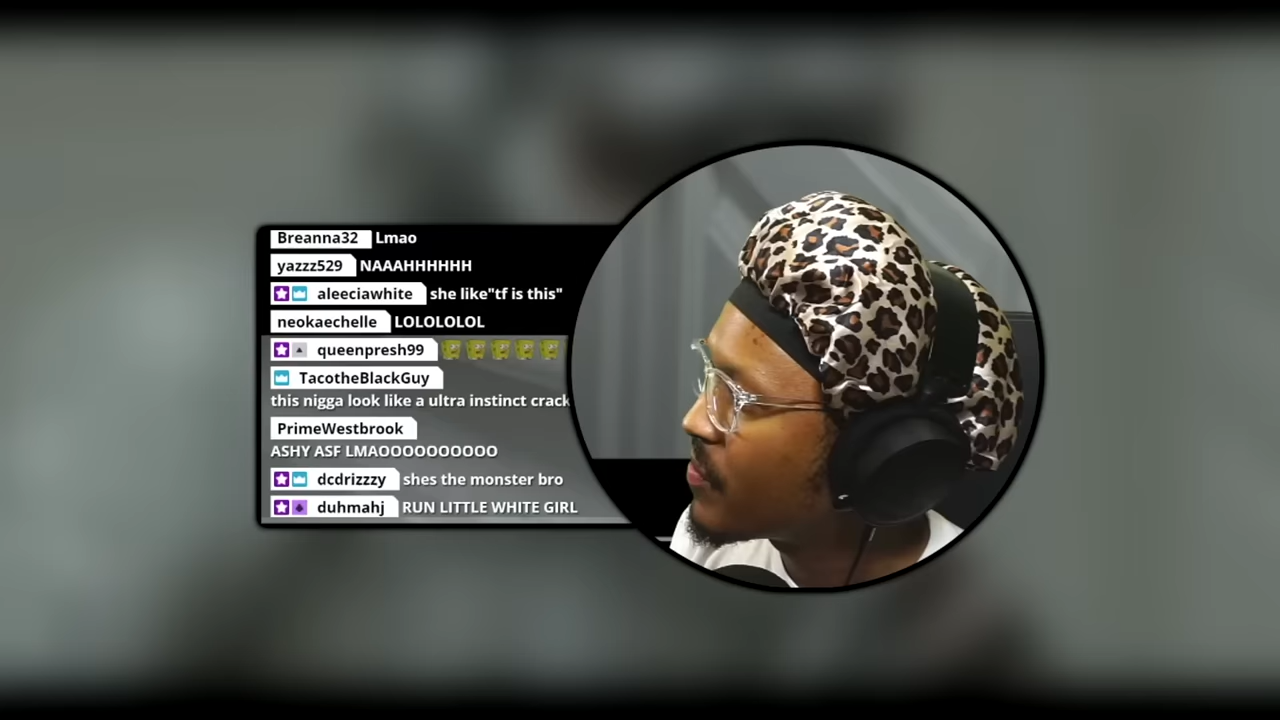 Breanna32 Lmao
yazzz529 NAAAHHHHHH
aleeciawhite she like"tf is this"
neokaechelle LOLOLOLOL
queenpresh99
TacotheBlackGuy
this nigga look like a ultra instinct crack
PrimeWestbrook
ASHY ASF LMAOOOOOOOOOO
dcdrizzzy shes the monster bro
duhmahj RUN LITTLE WHITE GIRL